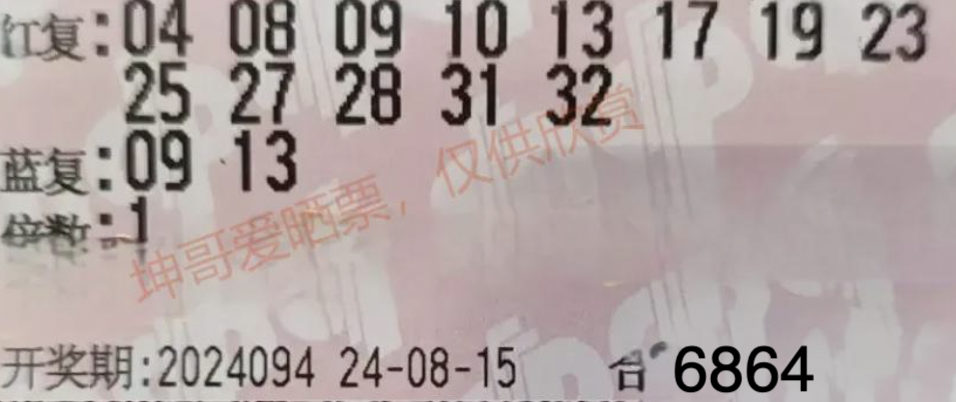 红复:04 08 09 10 13 17 19 23
25 27 28 31 32
蓝复:09 13
倍数:1
坤哥爱晒票，仅供欣赏
开奖期:2024094 24-08-15 合 6864